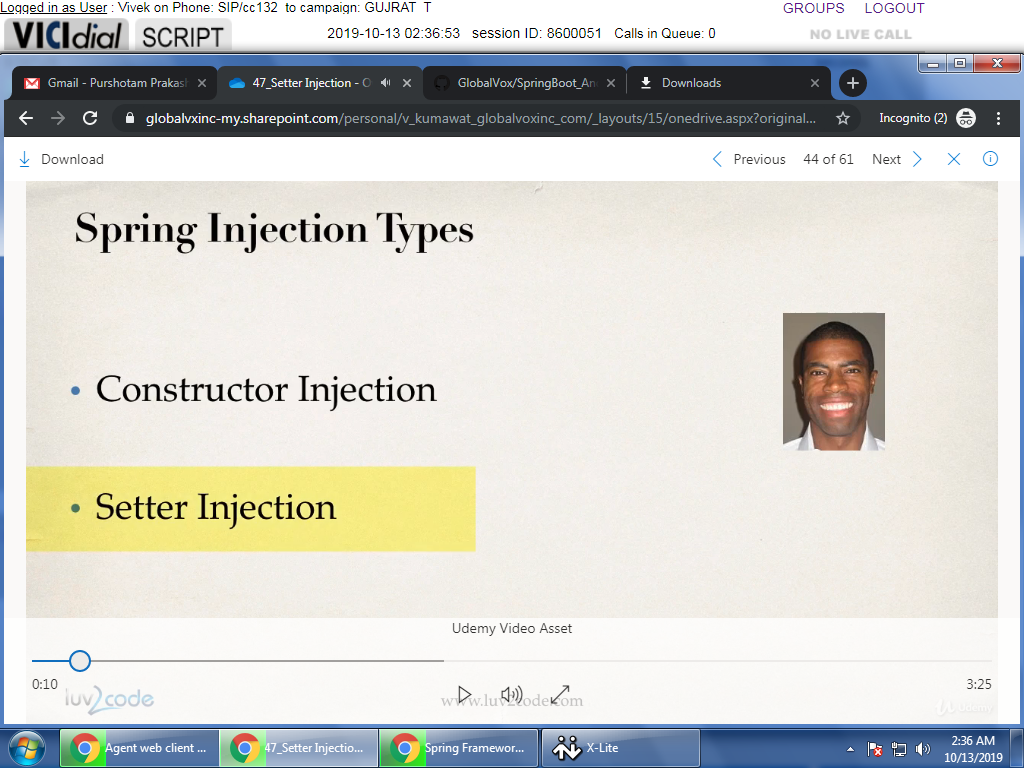 Logged in as User : Vivek on Phone: SIP/cc132 to campaign: GUJRAT T
GROUPS LOGOUT
VICIdial SCRIPT 2019-10-13 02:36:53 session ID: 8600051 Calls in Queue: 0 NO LIVE CALL
Gmail - Purshotam Prakas
47_Setter Injection - O
GlobalVox/SpringBoot_An
Downloads
globalvxinc-my.sharepoint.com/personal/v_kumawat_globalvoxinc_com/_layouts/15/onedrive.aspx?original... Incognito (2)
Download Previous 44 of 61 Next
Spring Injection Types
• Constructor Injection
• Setter Injection
Udemy Video Asset
0:10 3:25
luv2code www.luv2code.com Udemy
Agent web client ... 47_Setter Injectio... Spring Framewor... X-Lite 2:36 AM
10/13/2019